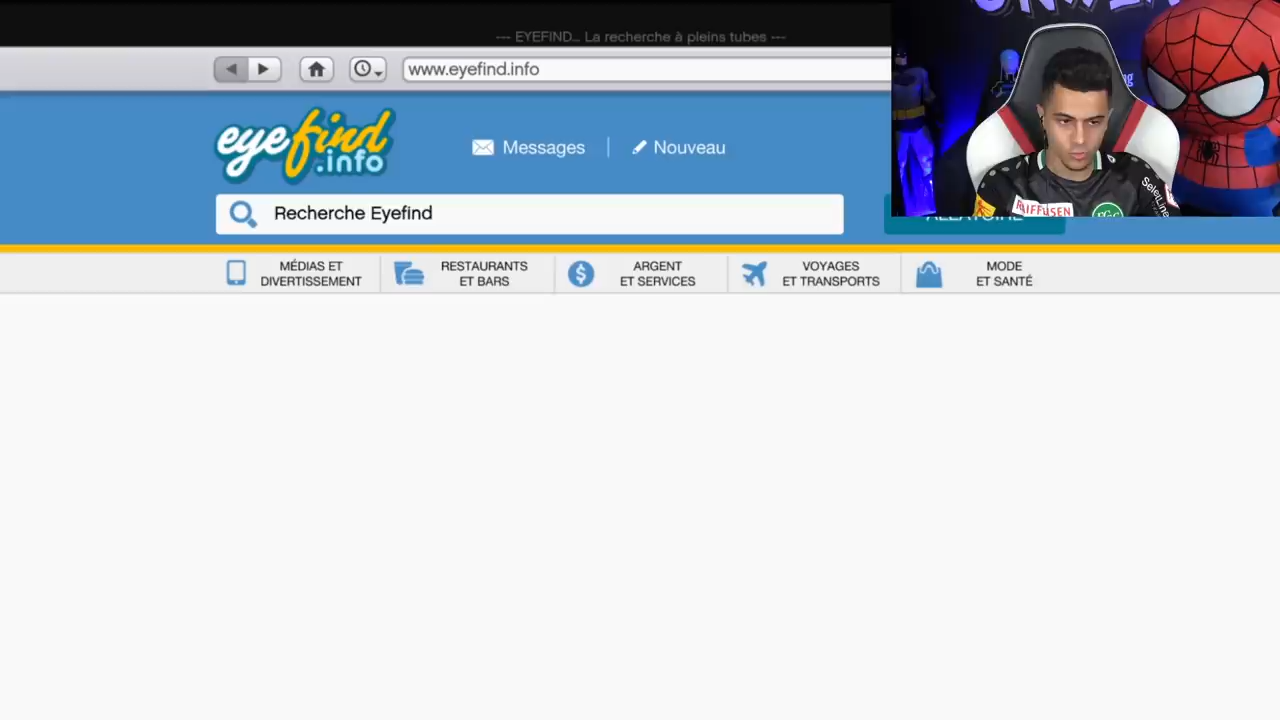 --- EYEFIND... La recherche à pleins tubes ---
www.eyefind.info
eyefind
.info
Messages
Nouveau
Recherche Eyefind
MÉDIAS ET
DIVERTISSEMENT
RESTAURANTS
ET BARS
ARGENT
ET SERVICES
VOYAGES
ET TRANSPORTS
MODE
ET SANTÉ
RAIFFEISEN